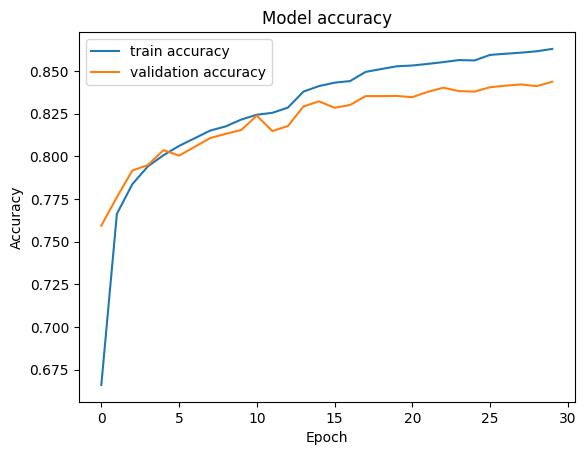 Model accuracy
train accuracy
validation accuracy
Accuracy
0.850
0.825
0.800
0.775
0.750
0.725
0.700
0.675
0 5 10 15 20 25 30
Epoch